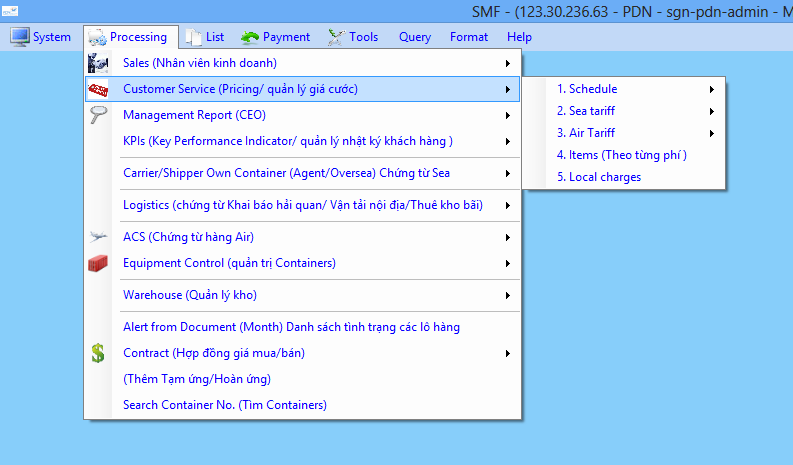 SMF - (123.30.236.63 - PDN - sgn-pdn-admin - M
System Processing List Payment Tools Query Format Help
Sales (Nhân viên kinh doanh)
Customer Service (Pricing/ quản lý giá cước)
Management Report (CEO)
KPIs (Key Performance Indicator/ quản lý nhật ký khách hàng )
Carrier/Shipper Own Container (Agent/Oversea) Chứng từ Sea
Logistics (chứng từ Khai báo hải quan/ Vận tải nội địa/Thuê kho bãi)
ACS (Chứng từ hàng Air)
Equipment Control (quản trị Containers)
Warehouse (Quản lý kho)
Alert from Document (Month) Danh sách tình trạng các lô hàng
Contract (Hợp đồng giá mua/bán)
(Thêm Tạm ứng/Hoàn ứng)
Search Container No. (Tìm Containers)
1. Schedule
2. Sea tariff
3. Air Tariff
4. Items (Theo từng phí )
5. Local charges